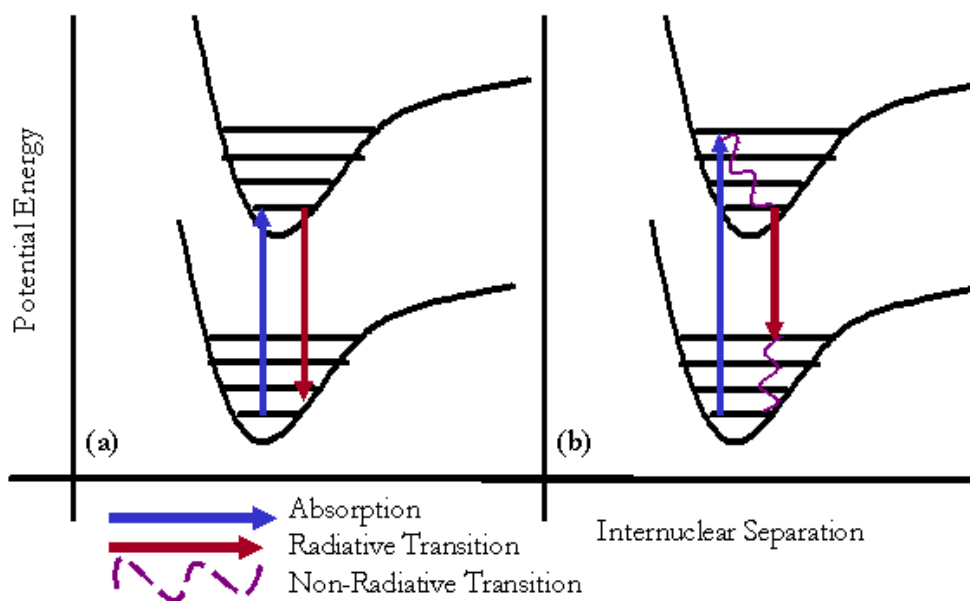 Potential Energy
(a)
(b)
Absorption
Radiative Transition
Non-Radiative Transition
Internuclear Separation